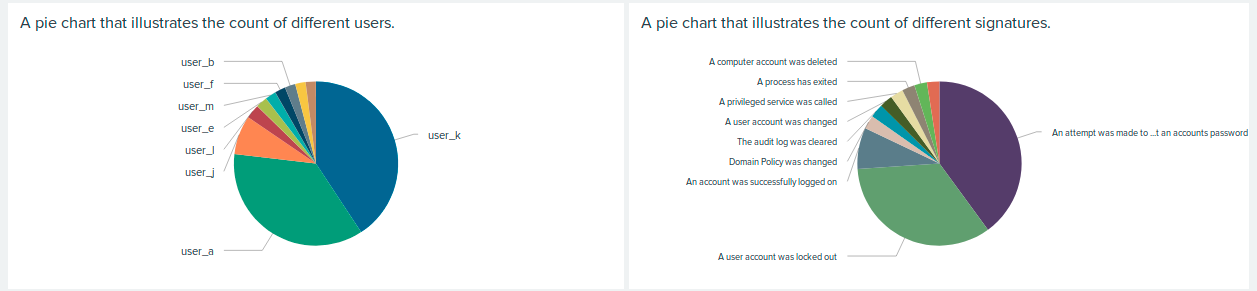 A pie chart that illustrates the count of different users.
user_b
user_f
user_m
user_e
user_l
user_j
user_a
user_k
A pie chart that illustrates the count of different signatures.
A computer account was deleted
A process has exited
A privileged service was called
A user account was changed
The audit log was cleared
Domain Policy was changed
An account was successfully logged on
A user account was locked out
An attempt was made to ...t an accounts password